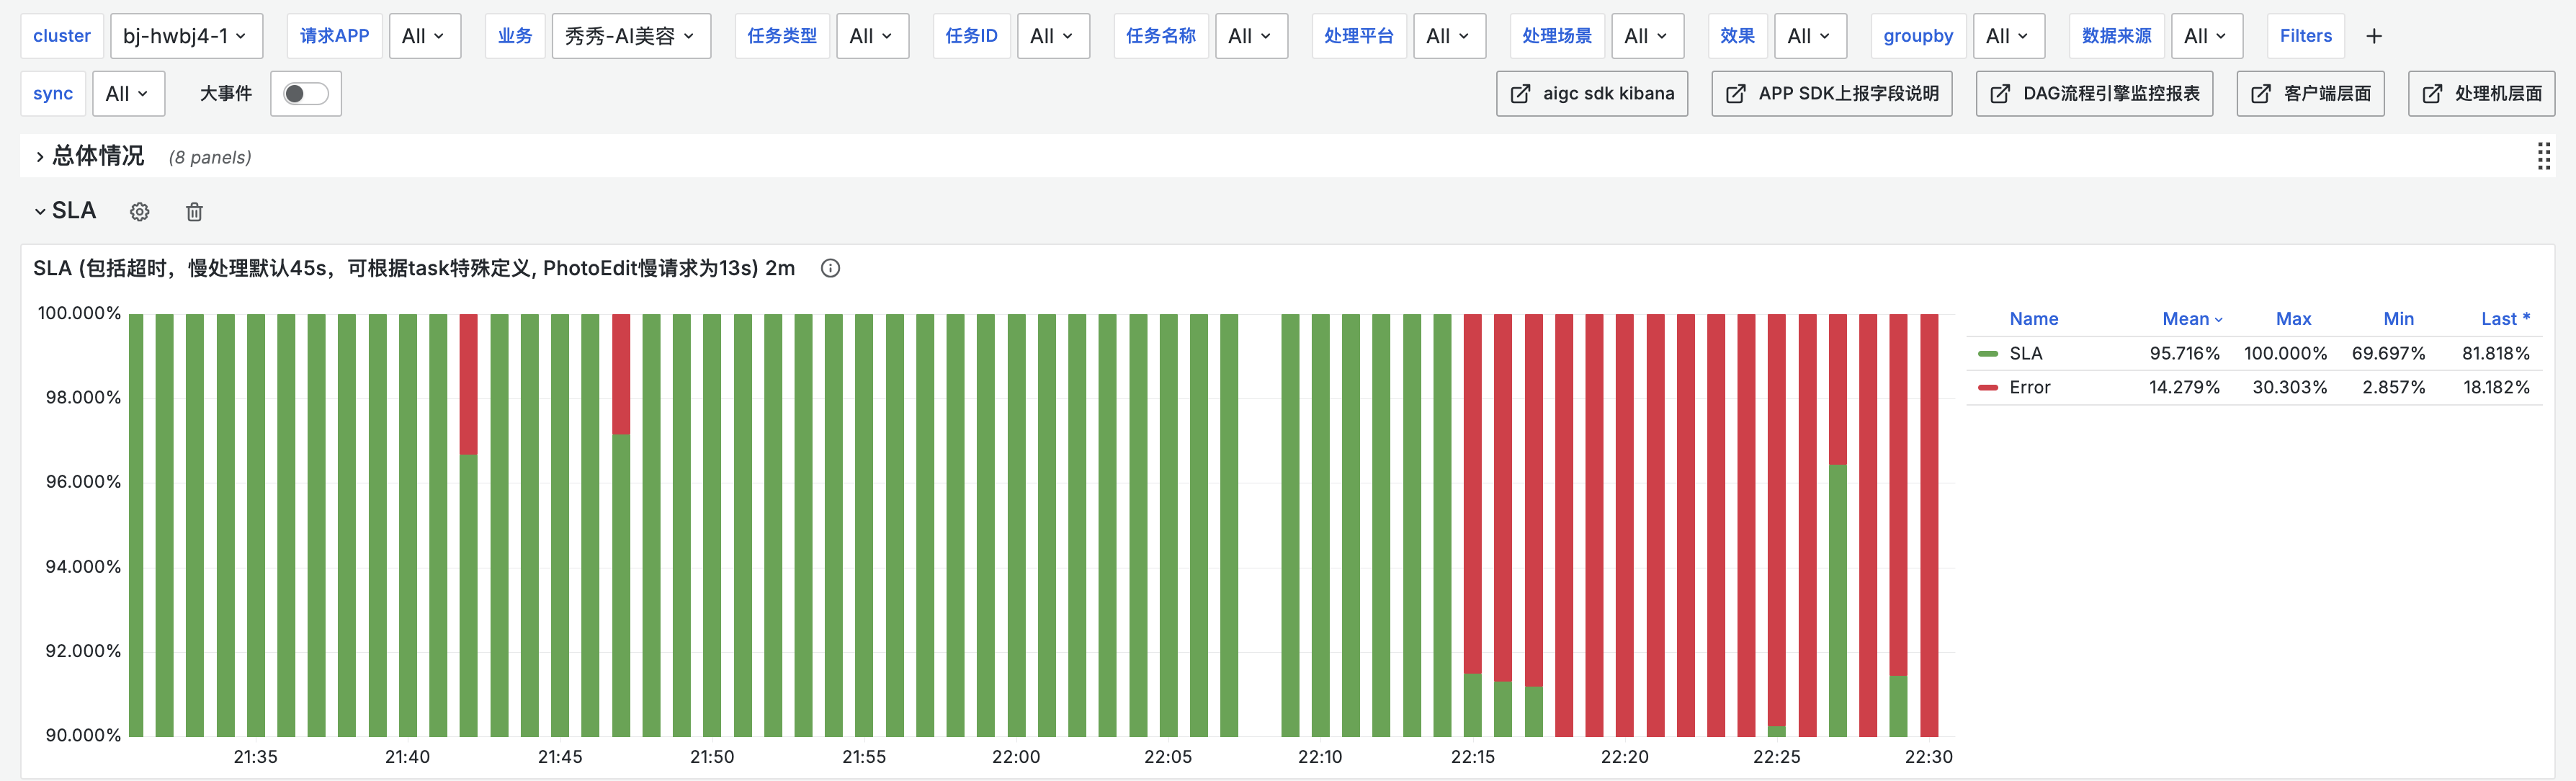 cluster bj-hwbj4-1 请求APP All 业务 秀秀-AI美容 任务类型 All 任务ID All 任务名称 All 处理平台 All 处理场景 All 效果 All groupby All 数据来源 All Filters +
sync All 大事件 aigc sdk kibana APP SDK上报字段说明 DAG流程引擎监控报表 客户端层面 处理机层面
总体情况 (8 panels)
SLA
SLA (包括超时，慢处理默认45s，可根据task特殊定义, PhotoEdit慢请求为13s) 2m
100.000%
98.000%
96.000%
94.000%
92.000%
90.000%
21:35 21:40 21:45 21:50 21:55 22:00 22:05 22:10 22:15 22:20 22:25 22:30
Name Mean Max Min Last *
SLA 95.716% 100.000% 69.697% 81.818%
Error 14.279% 30.303% 2.857% 18.182%